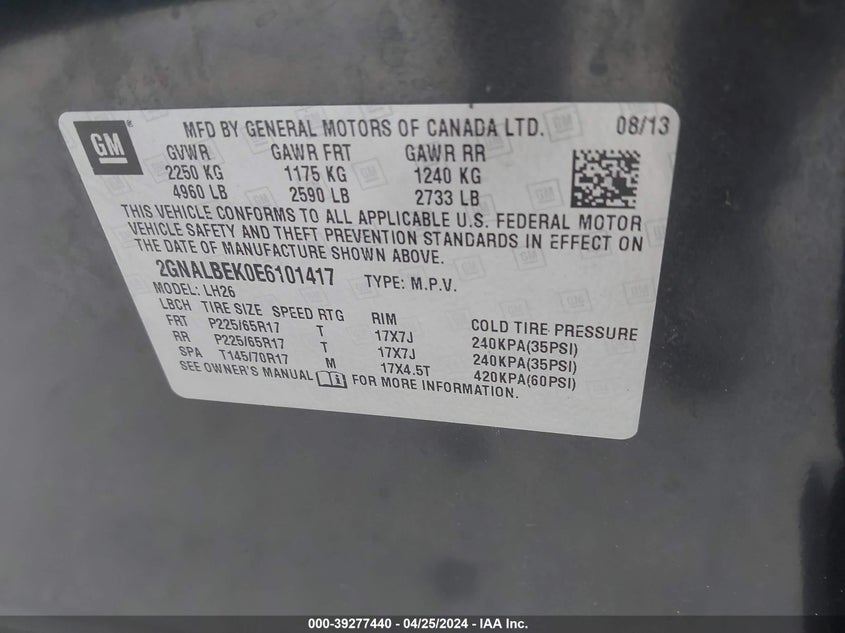 GM
MFD BY GENERAL MOTORS OF CANADA LTD. 08/13
GVWR GAWR FRT GAWR RR
2250 KG 1175 KG 1240 KG
4960 LB 2590 LB 2733 LB
THIS VEHICLE CONFORMS TO ALL APPLICABLE U.S. FEDERAL MOTOR
VEHICLE SAFETY AND THEFT PREVENTION STANDARDS IN EFFECT ON
THE DATE OF MANUFACTURE SHOWN ABOVE.
2GNALBEK0E6101417 TYPE: M.P.V.
MODEL: LH26
LBCH TIRE SIZE SPEED RTG RIM COLD TIRE PRESSURE
FRT P225/65R17 T 17X7J 240KPA(35PSI)
RR P225/65R17 T 17X7J 240KPA(35PSI)
SPA T145/70R17 M 17X4.5T 420KPA(60PSI)
SEE OWNER'S MANUAL FOR MORE INFORMATION.
000-39277440 / 04/25/2024 - IAA Inc.